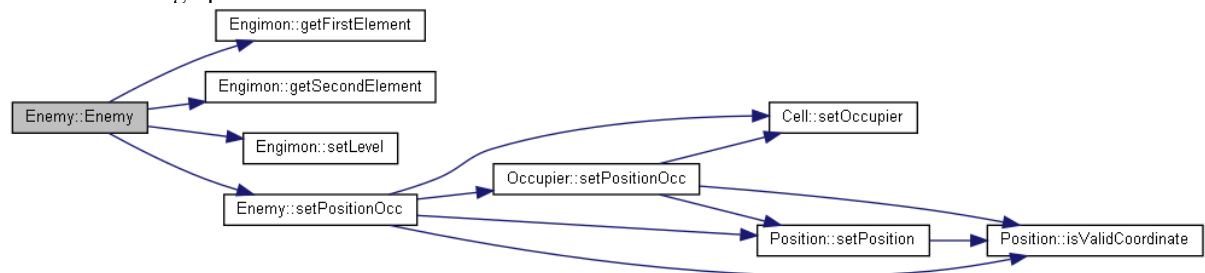 Engimon::getFirstElement
Engimon::getSecondElement
Enemy::Enemy
Cell::setOccupier
Engimon::setLevel
Occupier::setPositionOcc
Enemy::setPositionOcc
Position::setPosition
Position::isValidCoordinate